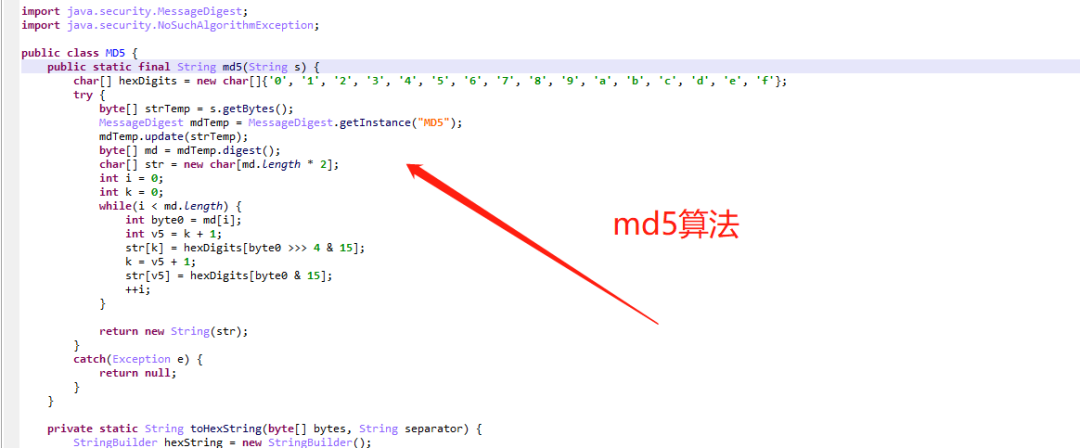 import java.security.MessageDigest;
import java.security.NoSuchAlgorithmException;
public class MD5 {
public static final String md5(String s) {
char[] hexDigits = new char[]{'0', '1', '2', '3', '4', '5', '6', '7', '8', '9', 'a', 'b', 'c', 'd', 'e', 'f'};
try {
byte[] strTemp = s.getBytes();
MessageDigest mdTemp = MessageDigest.getInstance("MD5");
mdTemp.update(strTemp);
byte[] md = mdTemp.digest();
char[] str = new char[md.length * 2];
int i = 0;
int k = 0;
while(i < md.length) {
int byte0 = md[i];
int v5 = k + 1;
str[k] = hexDigits[byte0 >>> 4 & 15];
k = v5 + 1;
str[v5] = hexDigits[byte0 & 15];
++i;
}
return new String(str);
}
catch(Exception e) {
return null;
}
}
private static String toHexString(byte[] bytes, String separator) {
StringBuilder hexString = new StringBuilder();
md5算法